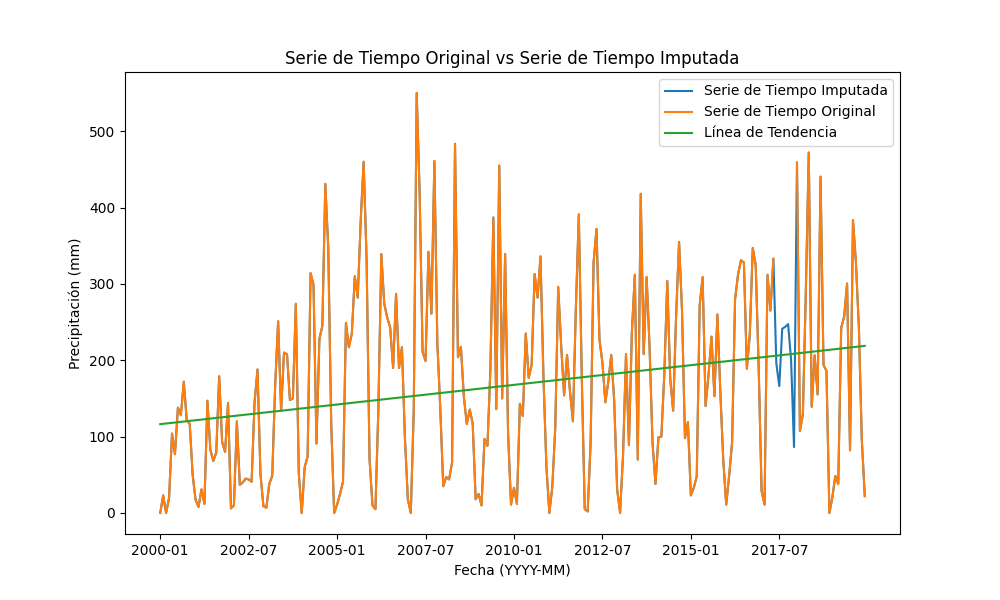 Serie de Tiempo Original vs Serie de Tiempo Imputada
Serie de Tiempo Imputada
Serie de Tiempo Original
Línea de Tendencia
Precipitación (mm)
500
400
300
200
100
0
2000-01 2002-07 2005-01 2007-07 2010-01 2012-07 2015-01 2017-07
Fecha (YYYY-MM)